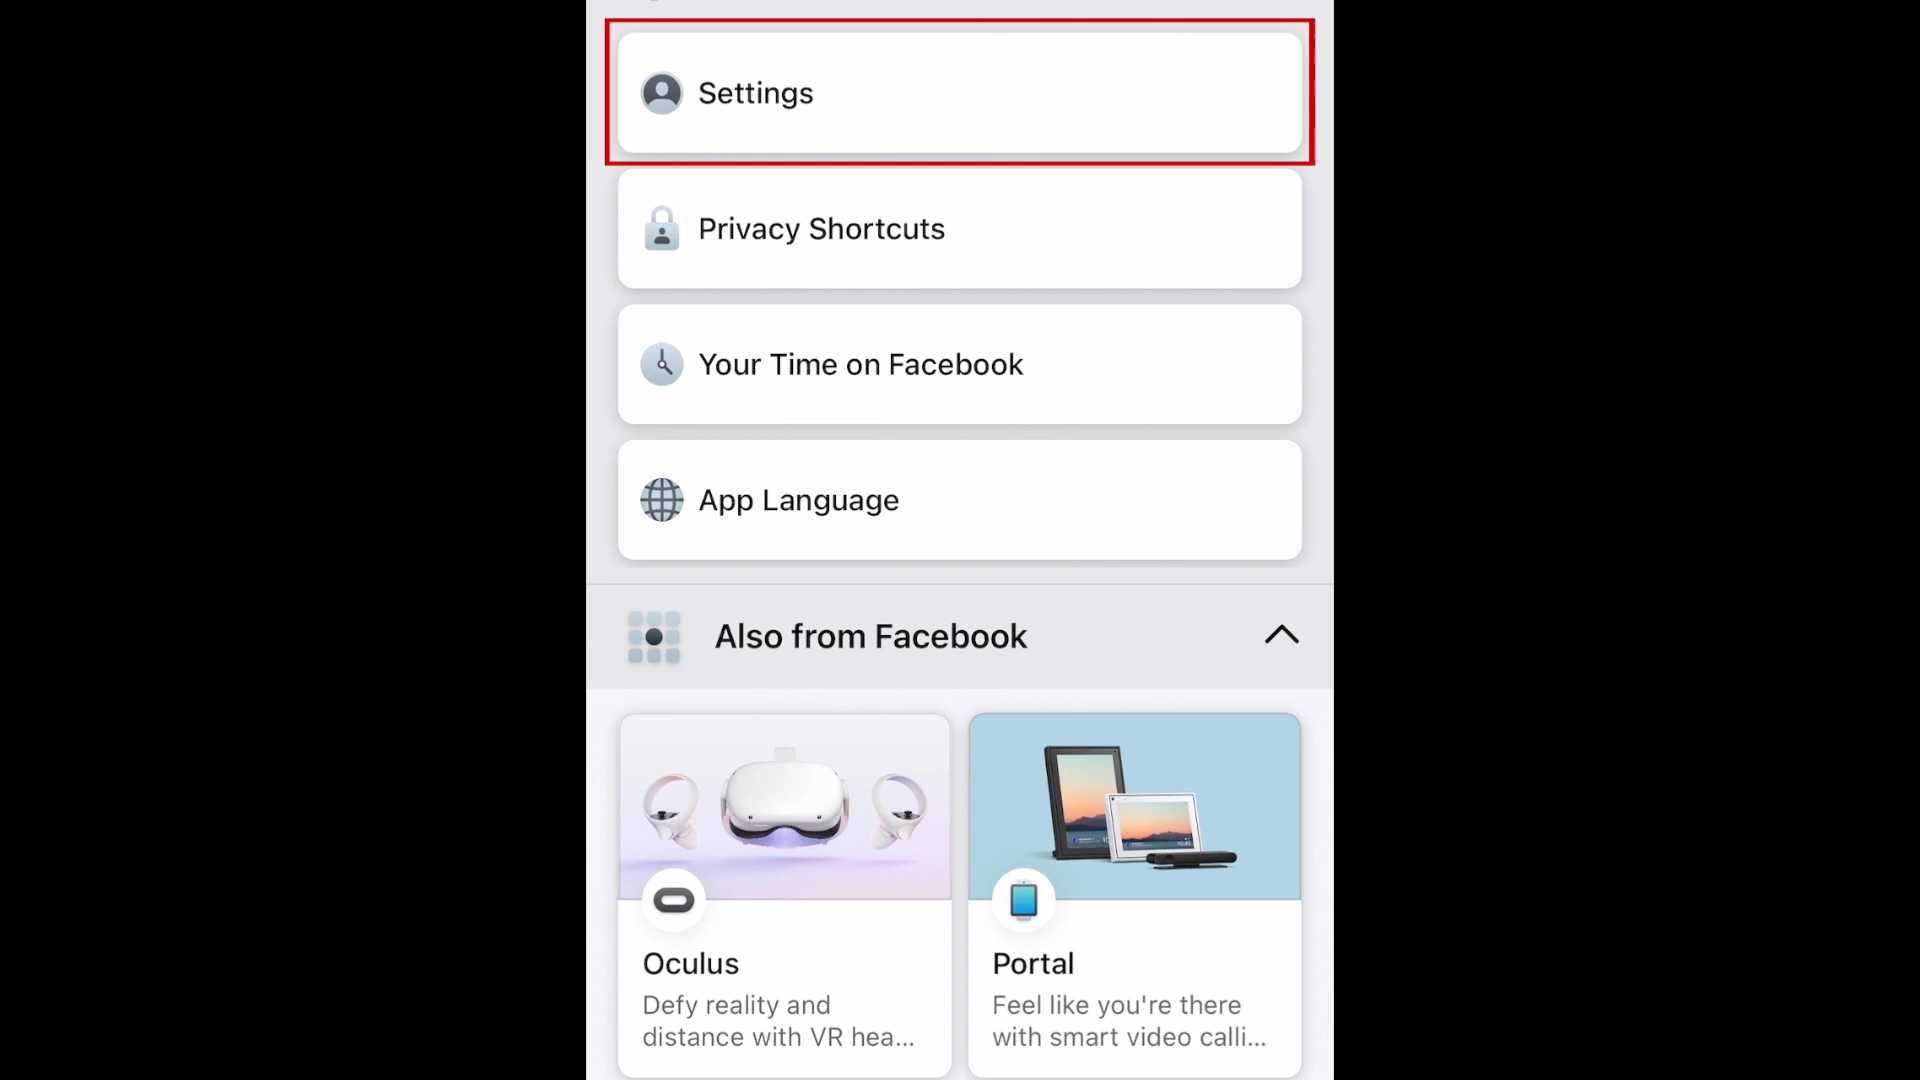 Settings
Privacy Shortcuts
Your Time on Facebook
App Language
Also from Facebook
Oculus
Defy reality and
distance with VR hea...
Portal
Feel like you're there
with smart video calli...